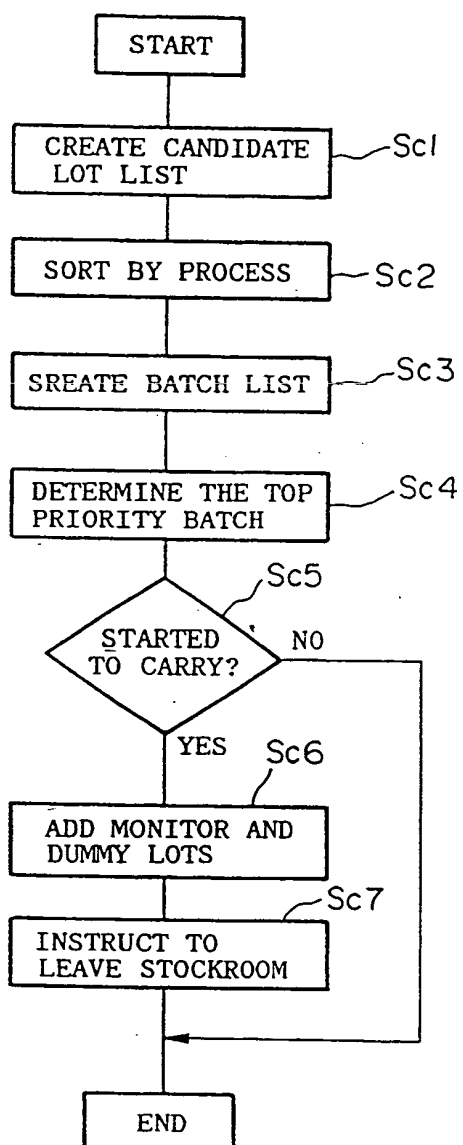 START
CREATE CANDIDATE
LOT LIST
Sc1
SORT BY PROCESS
Sc2
SREATE BATCH LIST
Sc3
DETERMINE THE TOP
PRIORITY BATCH
Sc4
Sc5
STARTED
TO CARRY?
NO
YES
Sc6
ADD MONITOR AND
DUMMY LOTS
Sc7
INSTRUCT TO
LEAVE STOCKROOM
END